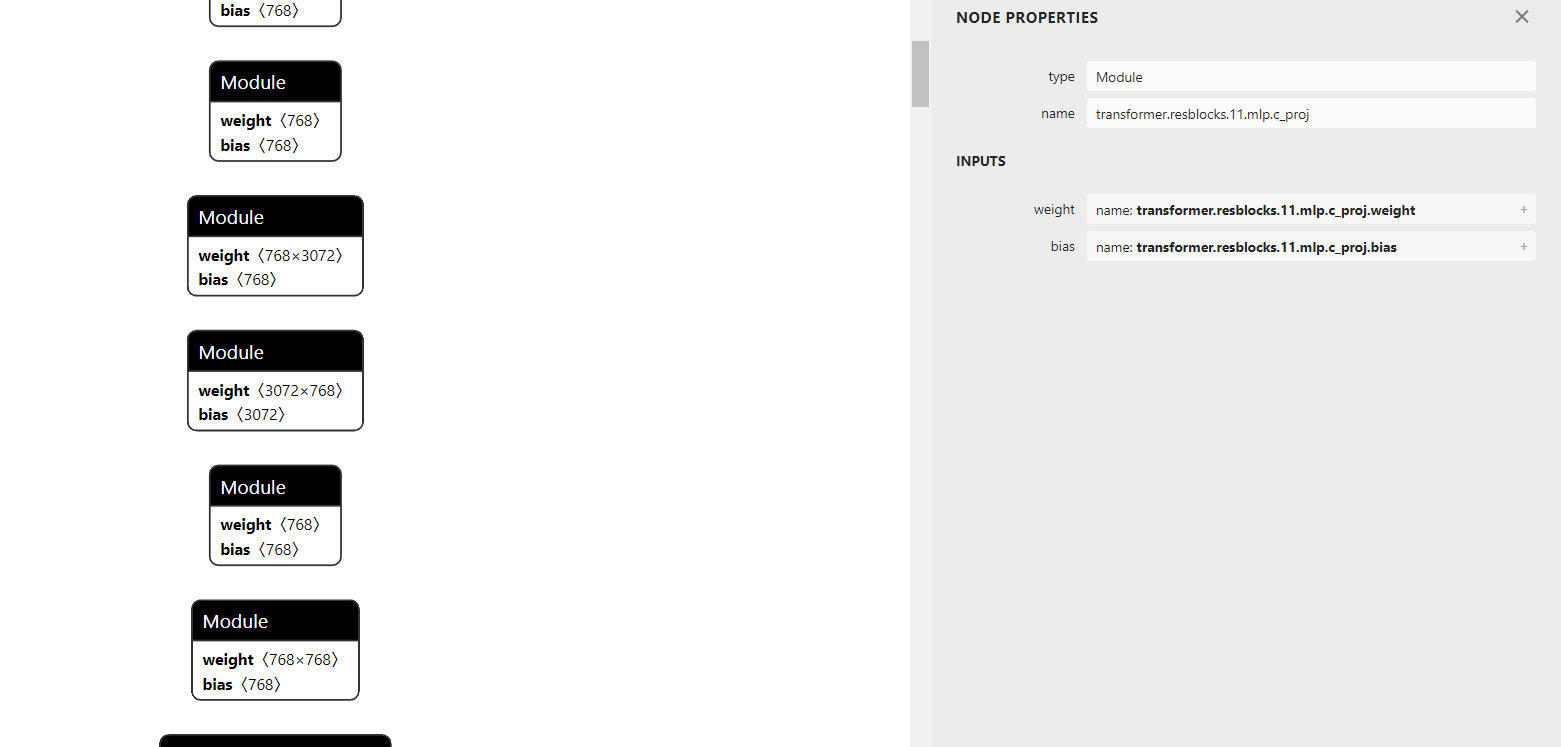 bias〈768〉
Module
weight〈768〉
bias〈768〉
Module
weight〈768×3072〉
bias〈768〉
Module
weight〈3072×768〉
bias〈3072〉
Module
weight〈768〉
bias〈768〉
Module
weight〈768×768〉
bias〈768〉
NODE PROPERTIES ×
type Module
name transformer.resblocks.11.mlp.c_proj
INPUTS
weight name: transformer.resblocks.11.mlp.c_proj.weight +
bias name: transformer.resblocks.11.mlp.c_proj.bias +